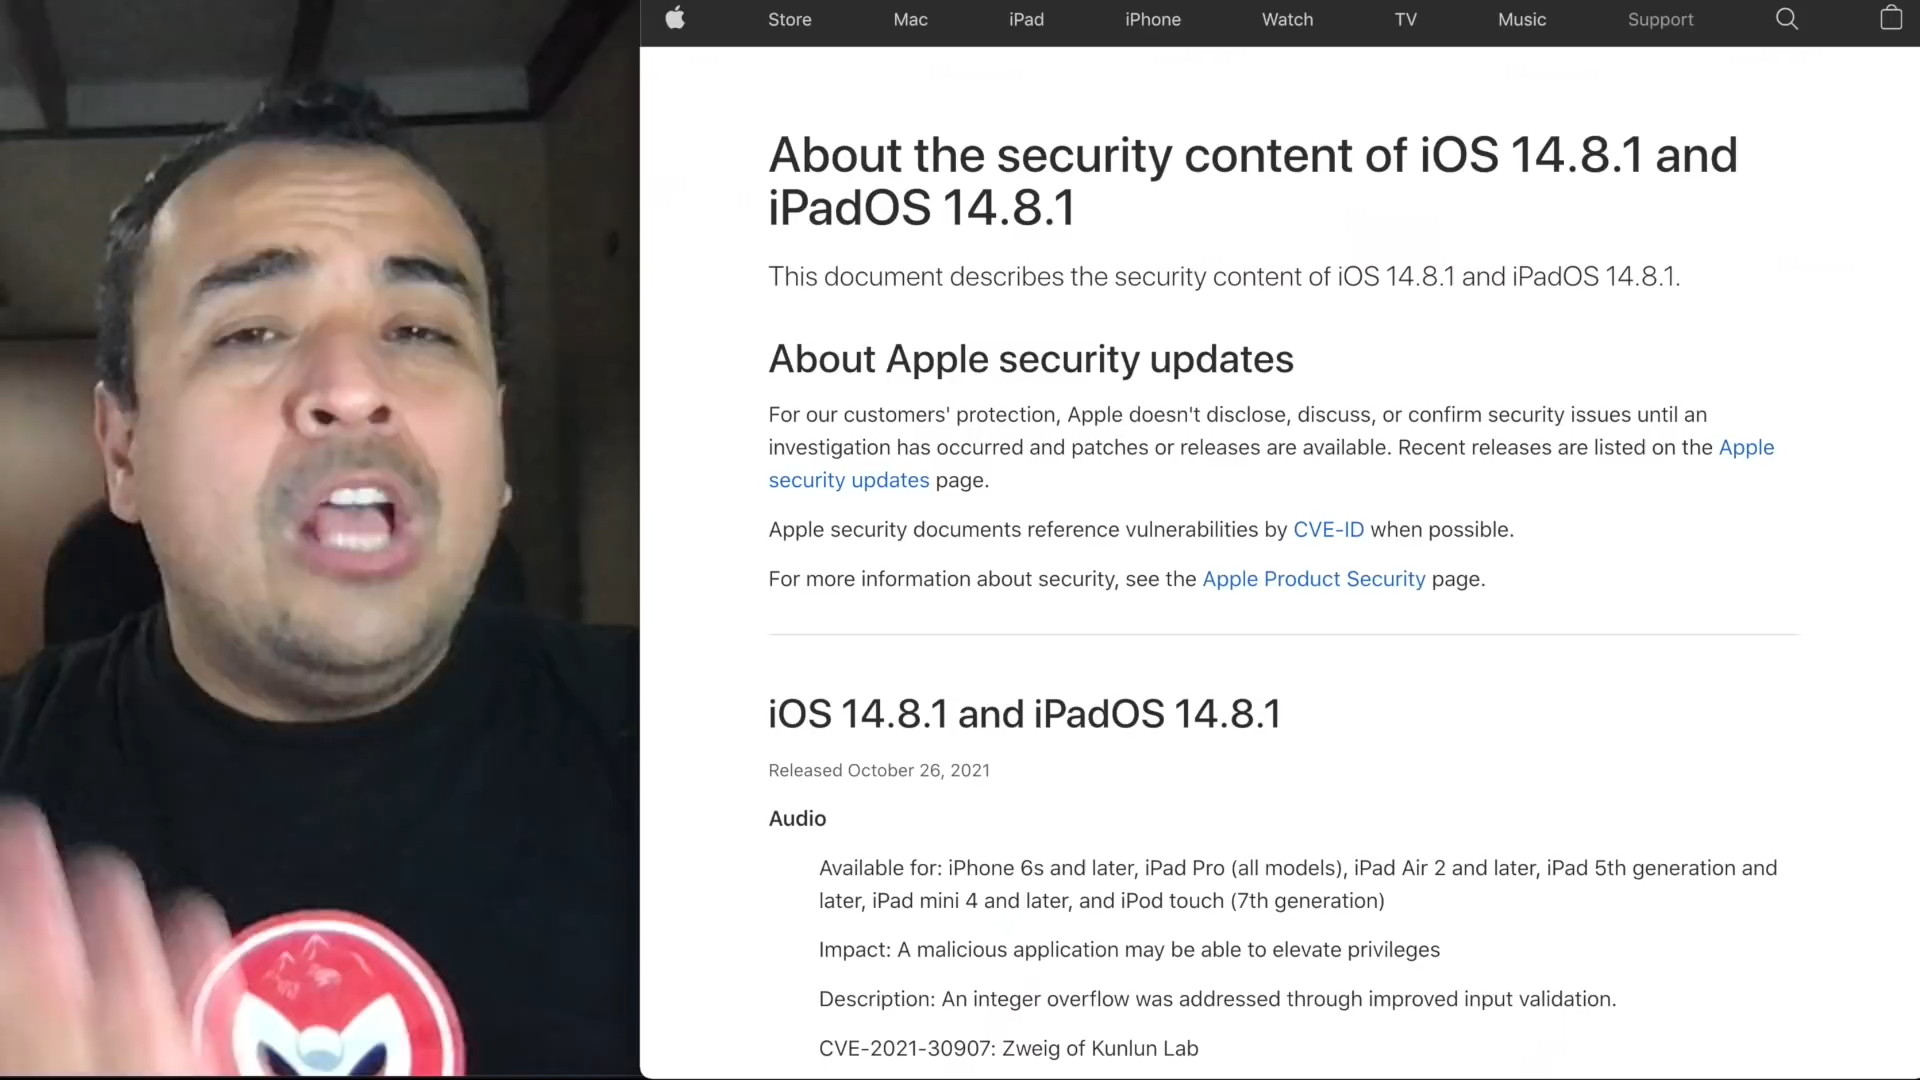 Store Mac iPad iPhone Watch TV Music Support
About the security content of iOS 14.8.1 and
iPadOS 14.8.1
This document describes the security content of iOS 14.8.1 and iPadOS 14.8.1.
About Apple security updates
For our customers' protection, Apple doesn't disclose, discuss, or confirm security issues until an
investigation has occurred and patches or releases are available. Recent releases are listed on the Apple
security updates page.
Apple security documents reference vulnerabilities by CVE-ID when possible.
For more information about security, see the Apple Product Security page.
iOS 14.8.1 and iPadOS 14.8.1
Released October 26, 2021
Audio
Available for: iPhone 6s and later, iPad Pro (all models), iPad Air 2 and later, iPad 5th generation and
later, iPad mini 4 and later, and iPod touch (7th generation)
Impact: A malicious application may be able to elevate privileges
Description: An integer overflow was addressed through improved input validation.
CVE-2021-30907: Zweig of Kunlun Lab